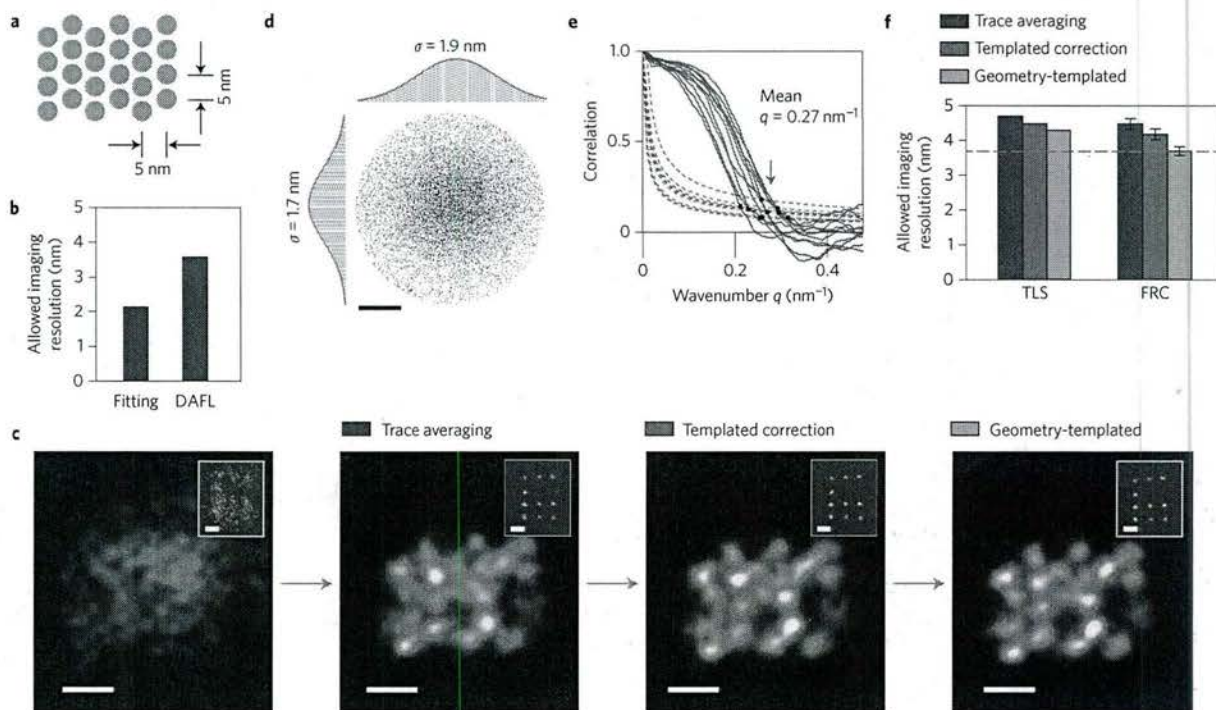 a
5 nm
5 nm
b
Allowed imaging
resolution (nm)
5
4
3
2
1
0
Fitting
DAFL
d
σ = 1.9 nm
σ = 1.7 nm
e
Correlation
1.0
0.5
0
Mean
q = 0.27 nm⁻¹
0
0.2
0.4
Wavenumber q (nm⁻¹)
f
Trace averaging
Templated correction
Geometry-templated
Allowed imaging
resolution (nm)
5
4
3
2
1
0
TLS
FRC
c
Trace averaging
Templated correction
Geometry-templated